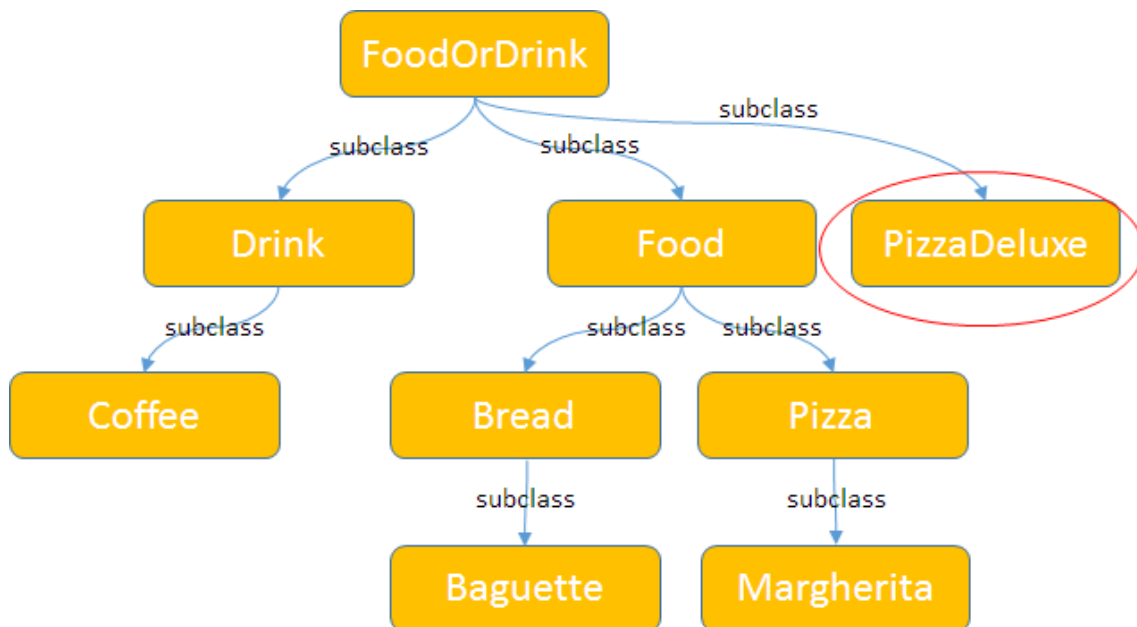 FoodOrDrink
subclass
subclass
subclass
Drink
Food
PizzaDeluxe
subclass
subclass
subclass
Coffee
Bread
Pizza
subclass
subclass
Baguette
Margherita